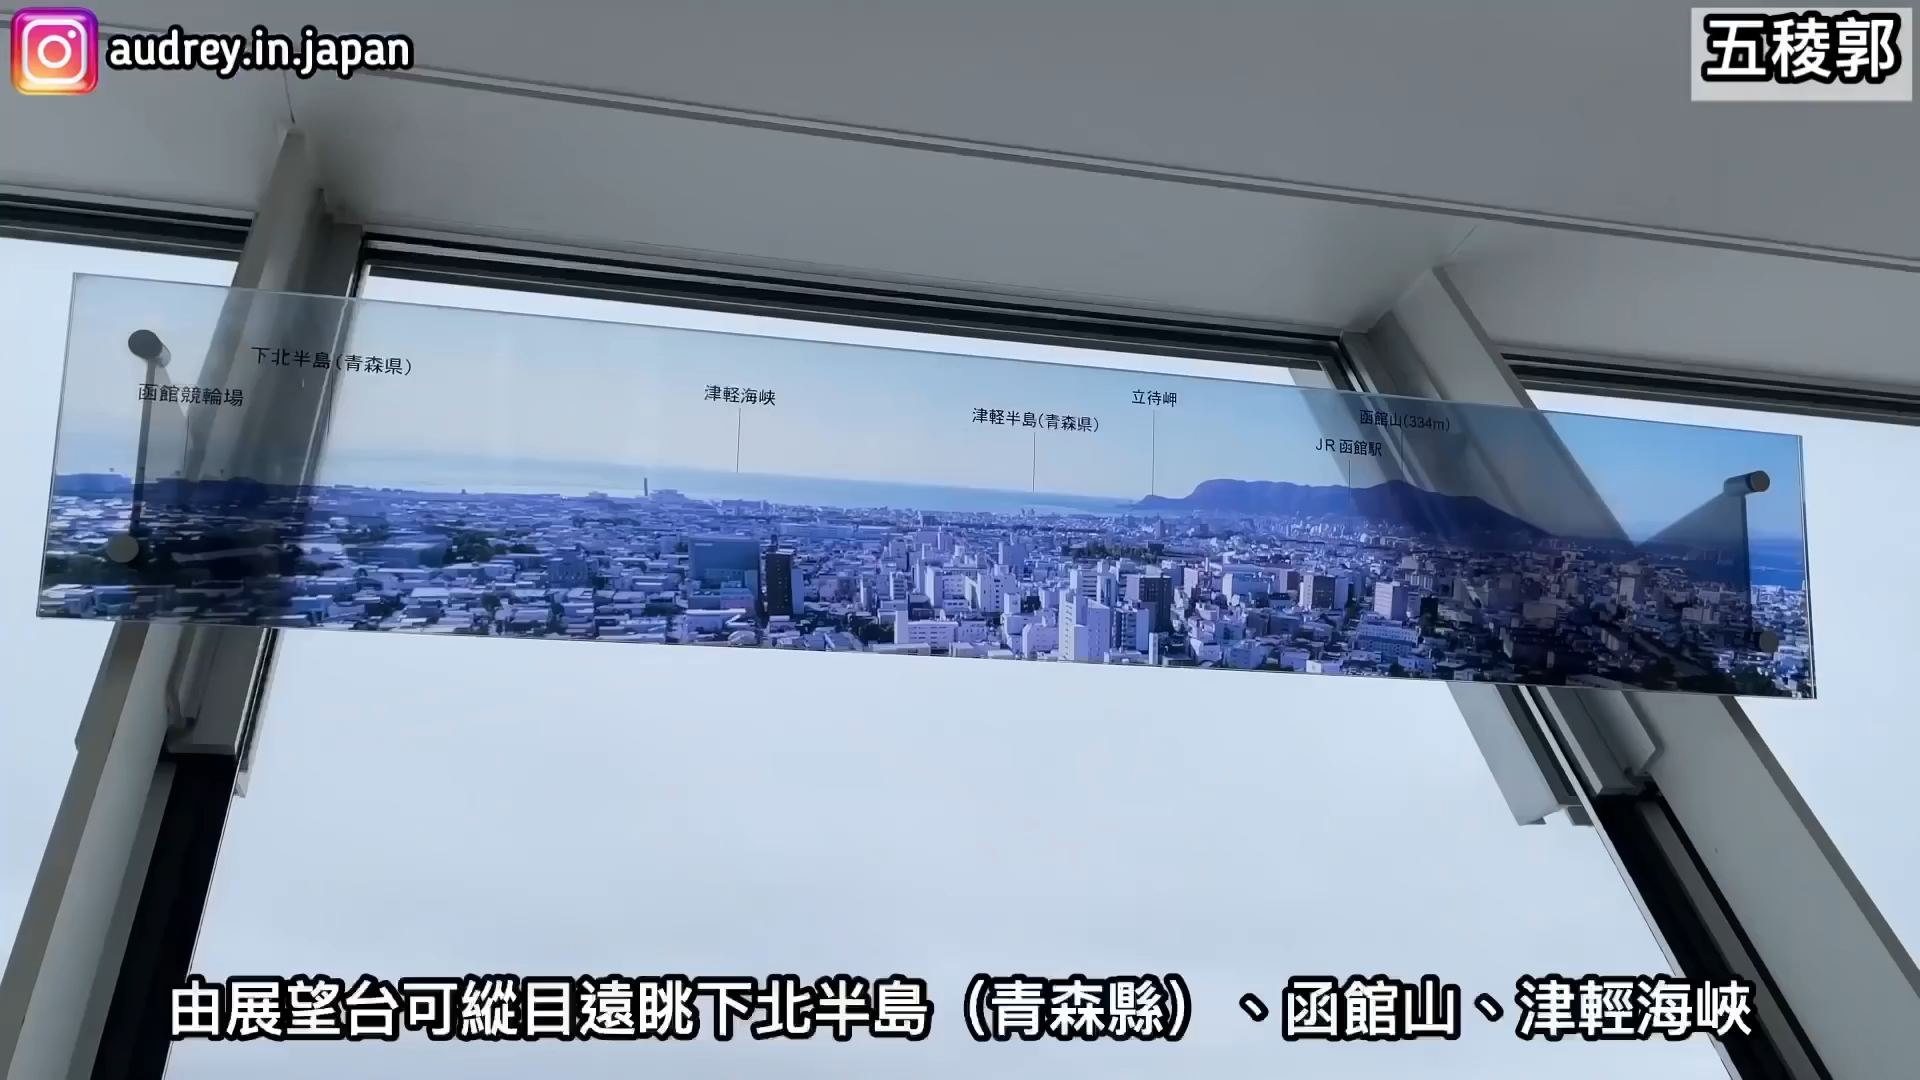 audrey.in.japan
五稜郭
下北半島(青森県)
函館競輪場
津軽海峡
津軽半島(青森県)
立待岬
函館山(334m)
JR函館駅
由展望台可縱目遠眺下北半島（青森縣）、函館山、津輕海峽